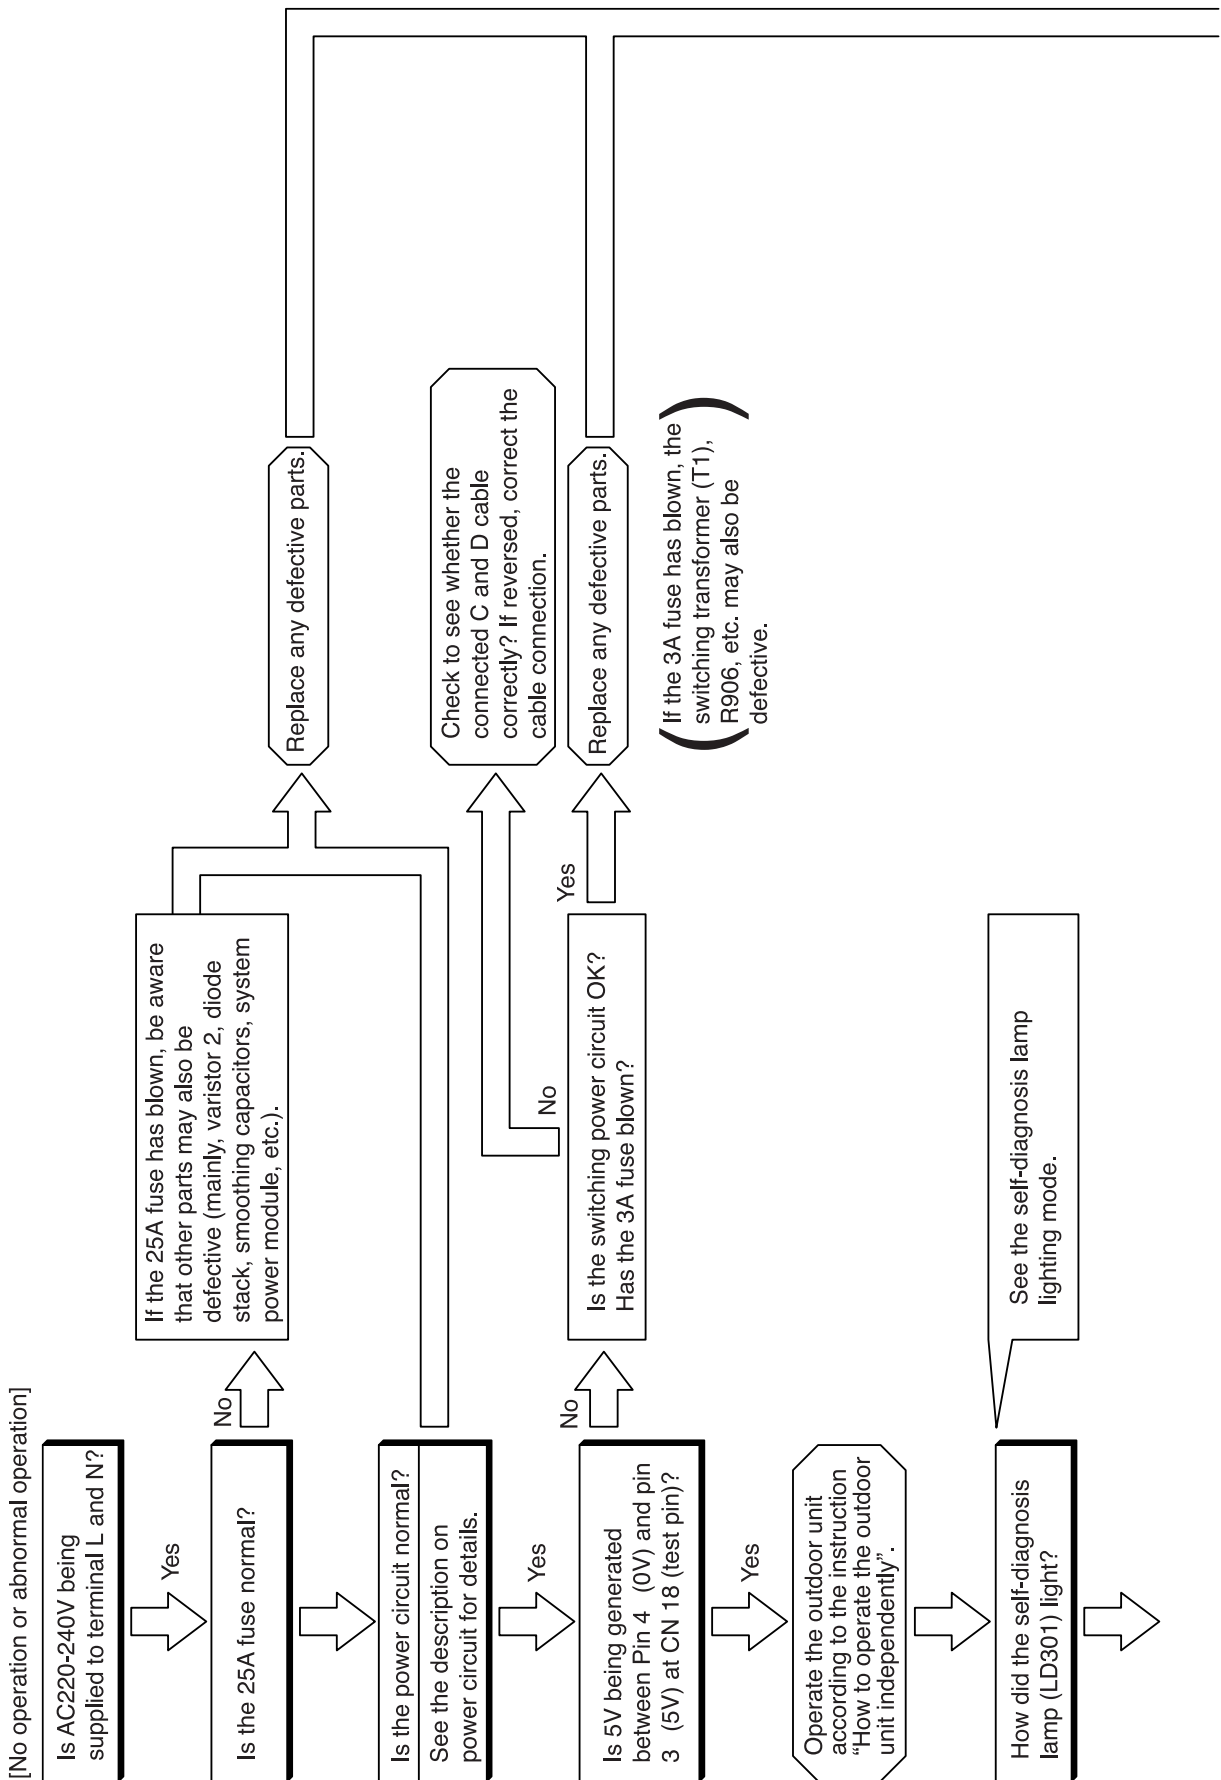 [No operation or abnormal operation]
Is AC220-240V being
supplied to terminal L and N?
Yes
Is the 25A fuse normal?
No
If the 25A fuse has blown, be aware
that other parts may also be
defective (mainly, varistor 2, diode
stack, smoothing capacitors, system
power module, etc.).
Replace any defective parts.
Is the power circuit normal?
See the description on
power circuit for details.
Yes
Is 5V being generated
between Pin 4 (0V) and pin
3 (5V) at CN 18 (test pin)?
No
Is the switching power circuit OK?
Has the 3A fuse blown?
No
Check to see whether the
connected C and D cable
correctly? If reversed, correct the
cable connection.
Yes
Replace any defective parts.
If the 3A fuse has blown, the
switching transformer (T1),
R906, etc. may also be
defective.
Yes
Operate the outdoor unit
according to the instruction
“How to operate the outdoor
unit independently”.
How did the self-diagnosis
lamp (LD301) light?
See the self-diagnosis lamp
lighting mode.